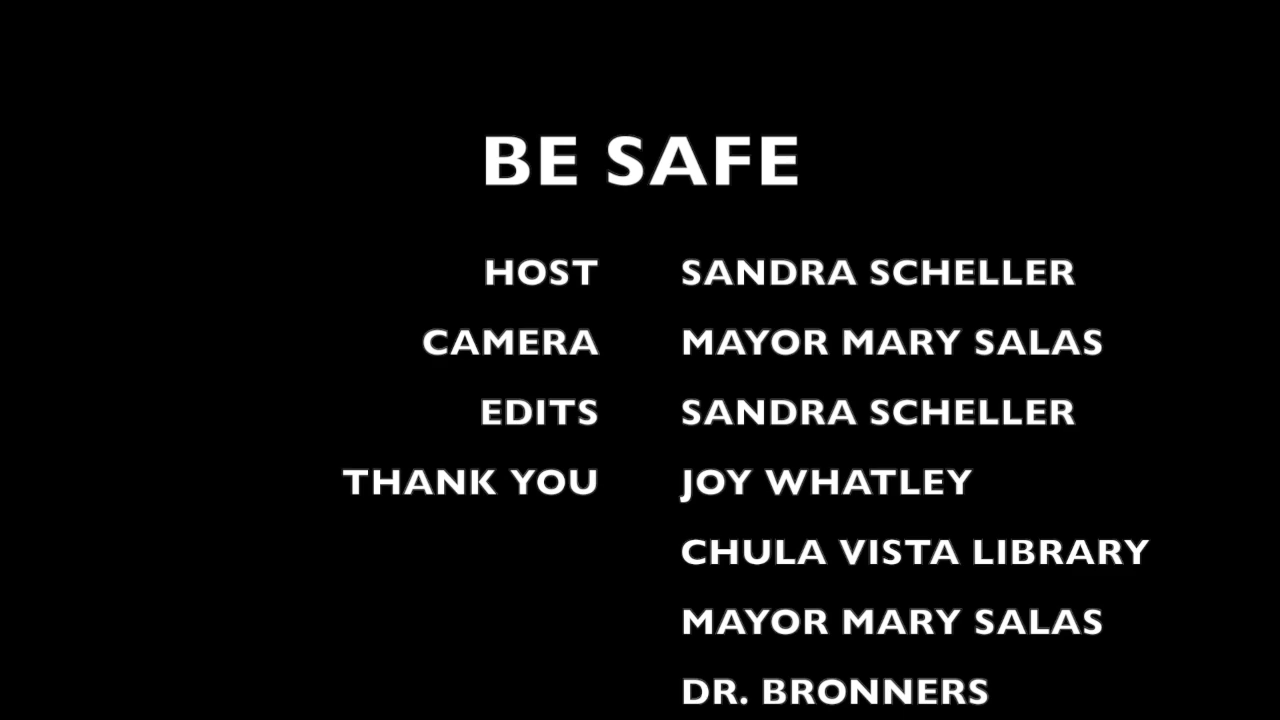 BE SAFE
HOST SANDRA SCHELLER
CAMERA MAYOR MARY SALAS
EDITS SANDRA SCHELLER
THANK YOU JOY WHATLEY
CHULA VISTA LIBRARY
MAYOR MARY SALAS
DR. BRONNERS